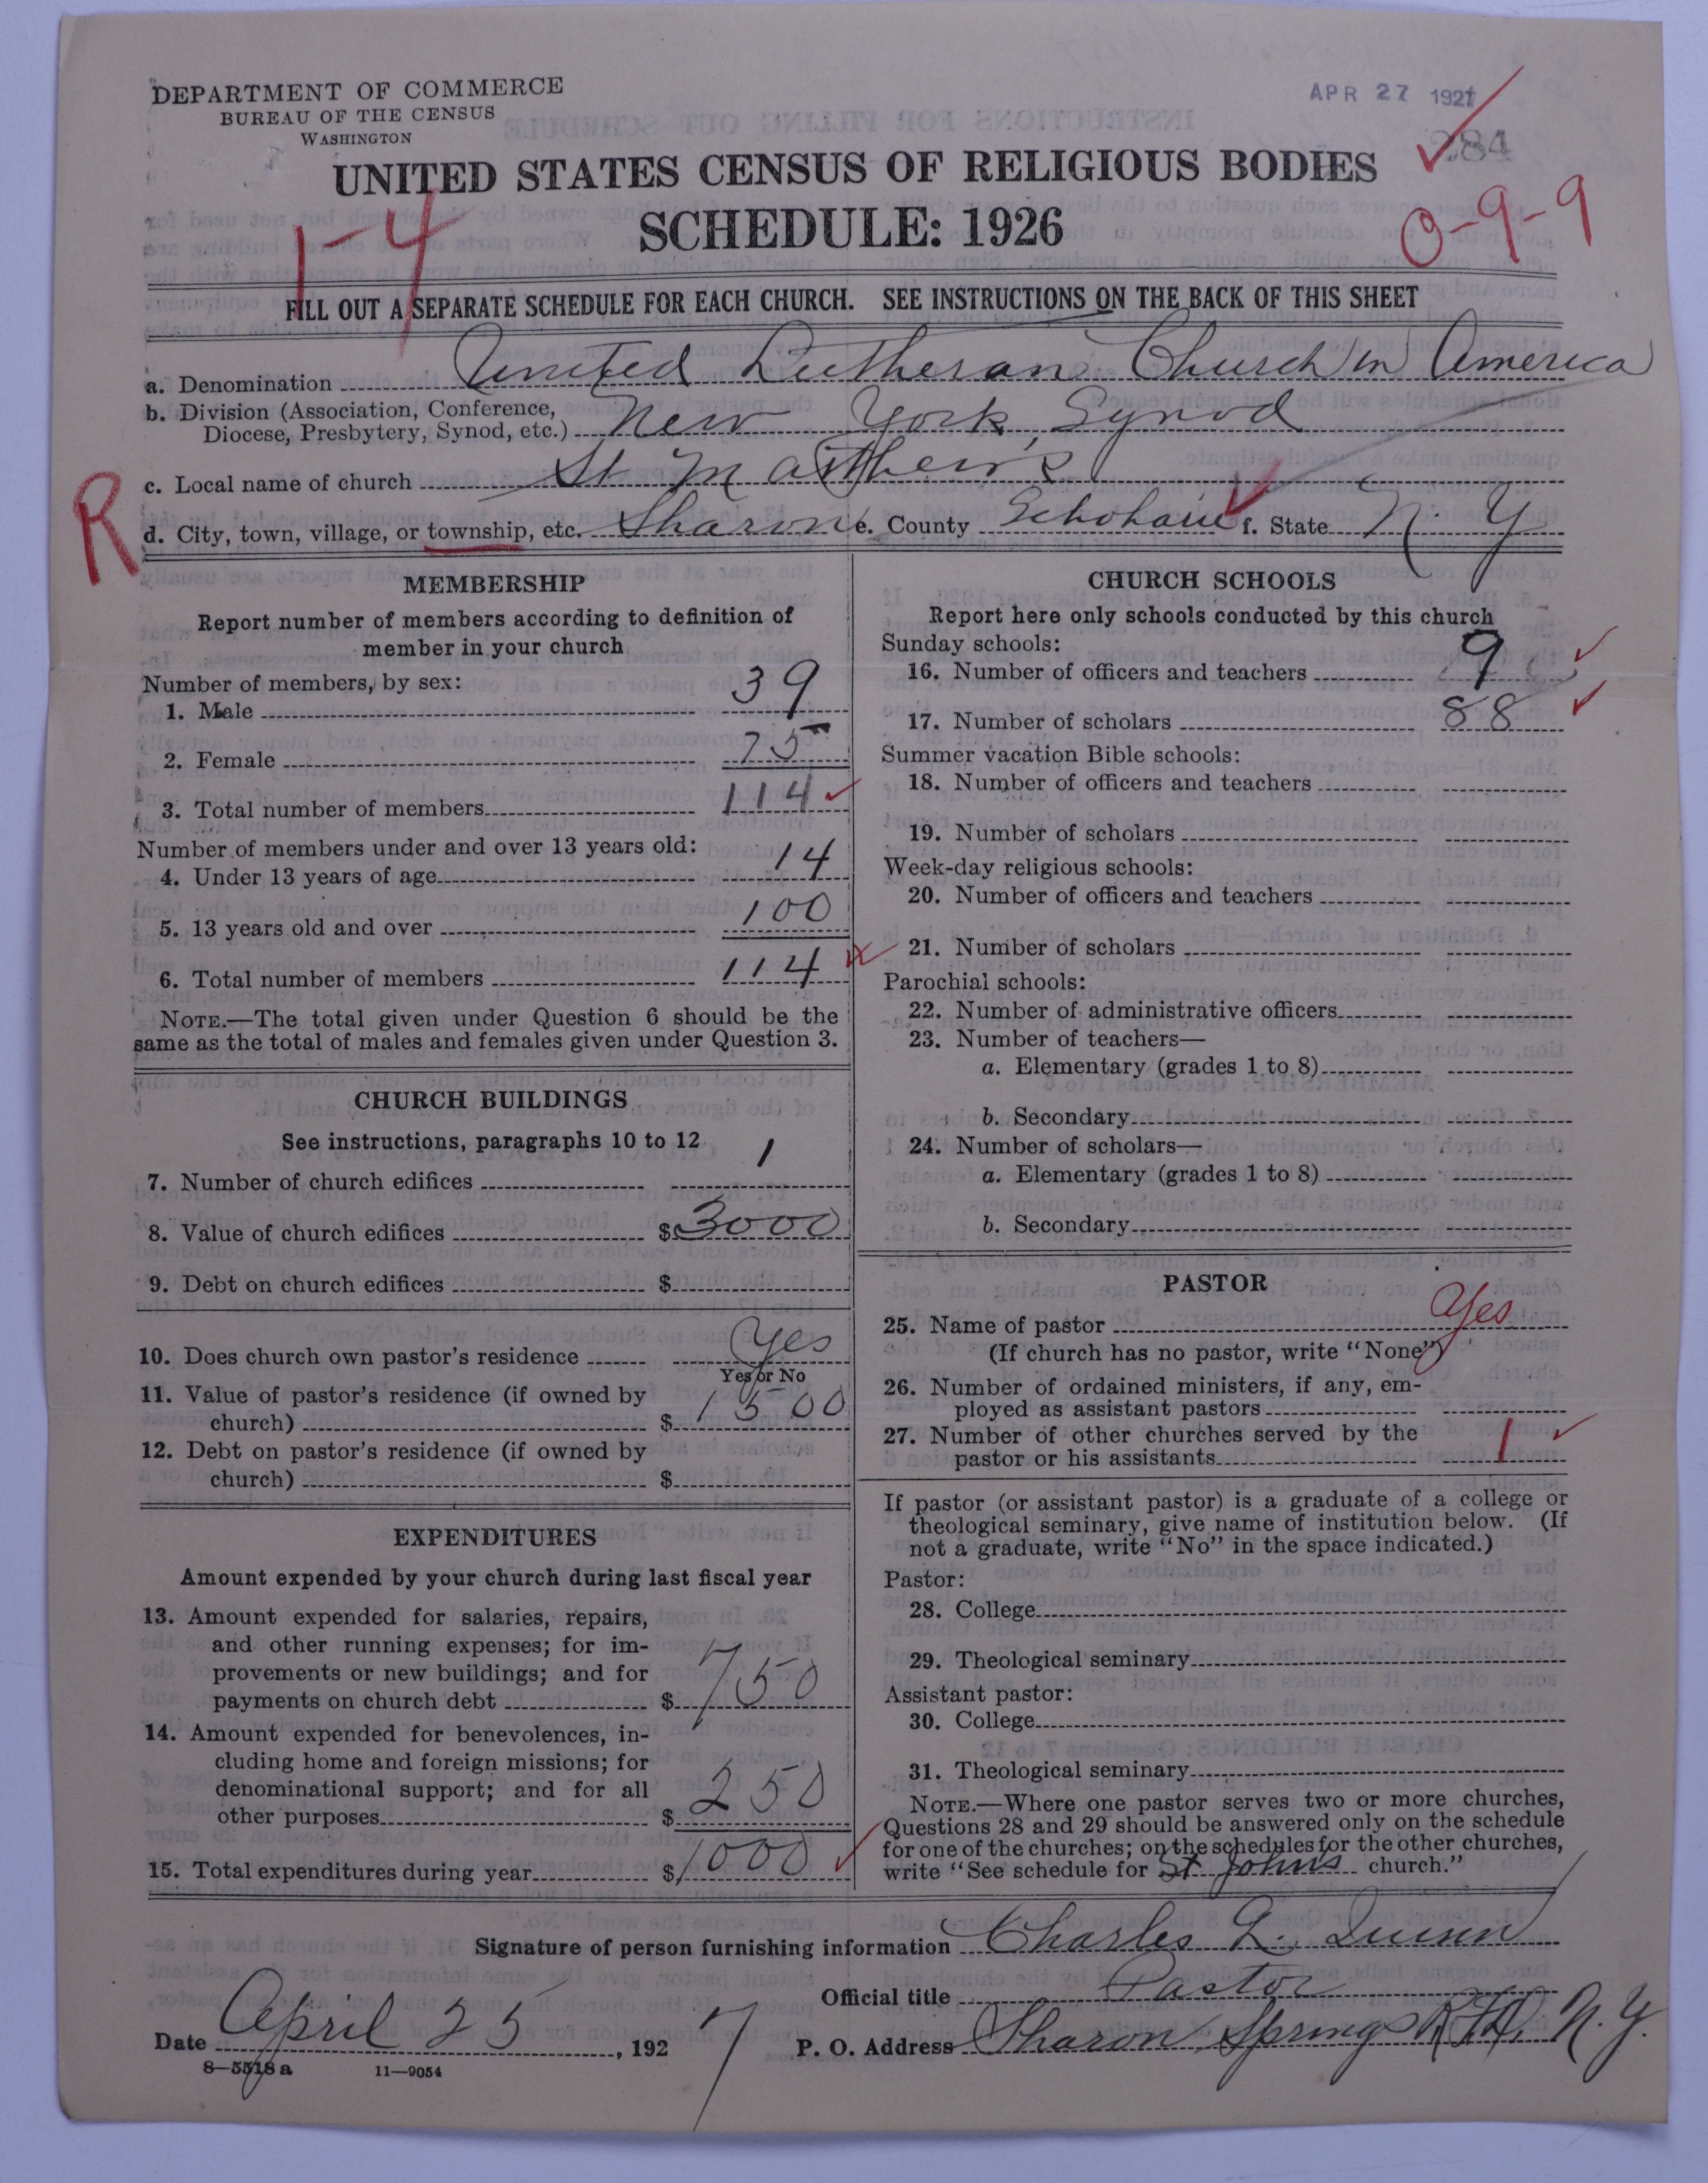 DEPARTMENT OF COMMERCE
BUREAU OF THE CENSUS
WASHINGTON
APR 27 1927
284
UNITED STATES CENSUS OF RELIGIOUS BODIES
SCHEDULE: 1926
1-4
0-9-9
FILL OUT A SEPARATE SCHEDULE FOR EACH CHURCH. SEE INSTRUCTIONS ON THE BACK OF THIS SHEET
a. Denomination United Lutheran Church in America
b. Division (Association, Conference, Diocese, Presbytery, Synod, etc.) New York Synod
c. Local name of church St Matthew's
R
d. City, town, village, or township, etc. Sharon e. County Schoharie f. State N. Y
MEMBERSHIP
Report number of members according to definition of
member in your church
Number of members, by sex:
1. Male 39
2. Female 75
3. Total number of members 114
Number of members under and over 13 years old:
4. Under 13 years of age 14
5. 13 years old and over 100
6. Total number of members 114
NOTE.—The total given under Question 6 should be the
same as the total of males and females given under Question 3.
CHURCH BUILDINGS
See instructions, paragraphs 10 to 12
7. Number of church edifices 1
8. Value of church edifices $3000
9. Debt on church edifices $
10. Does church own pastor's residence Yes
Yes or No
11. Value of pastor's residence (if owned by
church) $1500
12. Debt on pastor's residence (if owned by
church) $
EXPENDITURES
Amount expended by your church during last fiscal year
13. Amount expended for salaries, repairs,
and other running expenses; for im-
provements or new buildings; and for
payments on church debt $750
14. Amount expended for benevolences, in-
cluding home and foreign missions; for
denominational support; and for all
other purposes $250
15. Total expenditures during year $1000
CHURCH SCHOOLS
Report here only schools conducted by this church
Sunday schools:
16. Number of officers and teachers 9
17. Number of scholars 88
Summer vacation Bible schools:
18. Number of officers and teachers
19. Number of scholars
Week-day religious schools:
20. Number of officers and teachers
21. Number of scholars
Parochial schools:
22. Number of administrative officers
23. Number of teachers—
a. Elementary (grades 1 to 8)
b. Secondary
24. Number of scholars—
a. Elementary (grades 1 to 8)
b. Secondary
PASTOR
25. Name of pastor Yes
(If church has no pastor, write "None")
26. Number of ordained ministers, if any, em-
ployed as assistant pastors
27. Number of other churches served by the
pastor or his assistants 1
If pastor (or assistant pastor) is a graduate of a college or
theological seminary, give name of institution below. (If
not a graduate, write "No" in the space indicated.)
Pastor:
28. College
29. Theological seminary
Assistant pastor:
30. College
31. Theological seminary
NOTE.—Where one pastor serves two or more churches,
Questions 28 and 29 should be answered only on the schedule
for one of the churches; on the schedules for the other churches,
write "See schedule for St Johns church."
Signature of person furnishing information Charles L. Quinn
Official title Pastor
Date April 25, 1927
P. O. Address Sharon Springs R.F.D. N.Y.
8-5518 a 11-9054